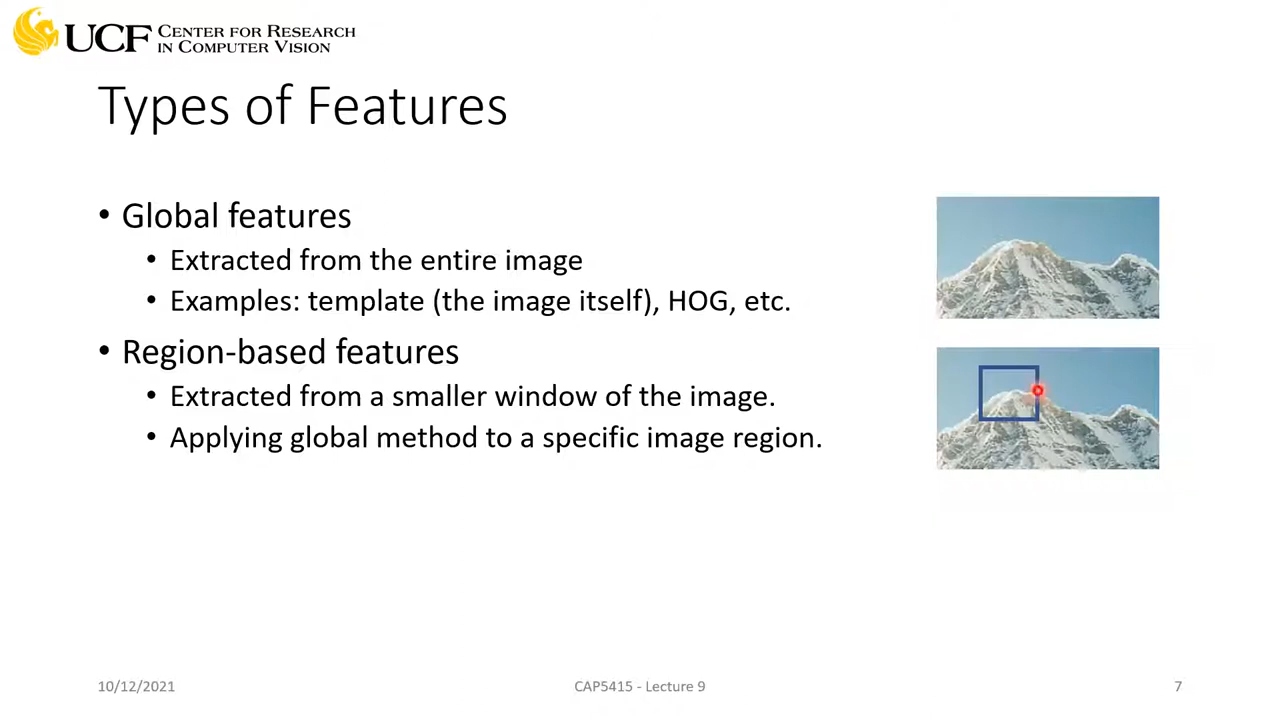 UCF CENTER FOR RESEARCH
IN COMPUTER VISION
Types of Features
• Global features
• Extracted from the entire image
• Examples: template (the image itself), HOG, etc.
• Region-based features
• Extracted from a smaller window of the image.
• Applying global method to a specific image region.
10/12/2021
CAP5415 - Lecture 9
7